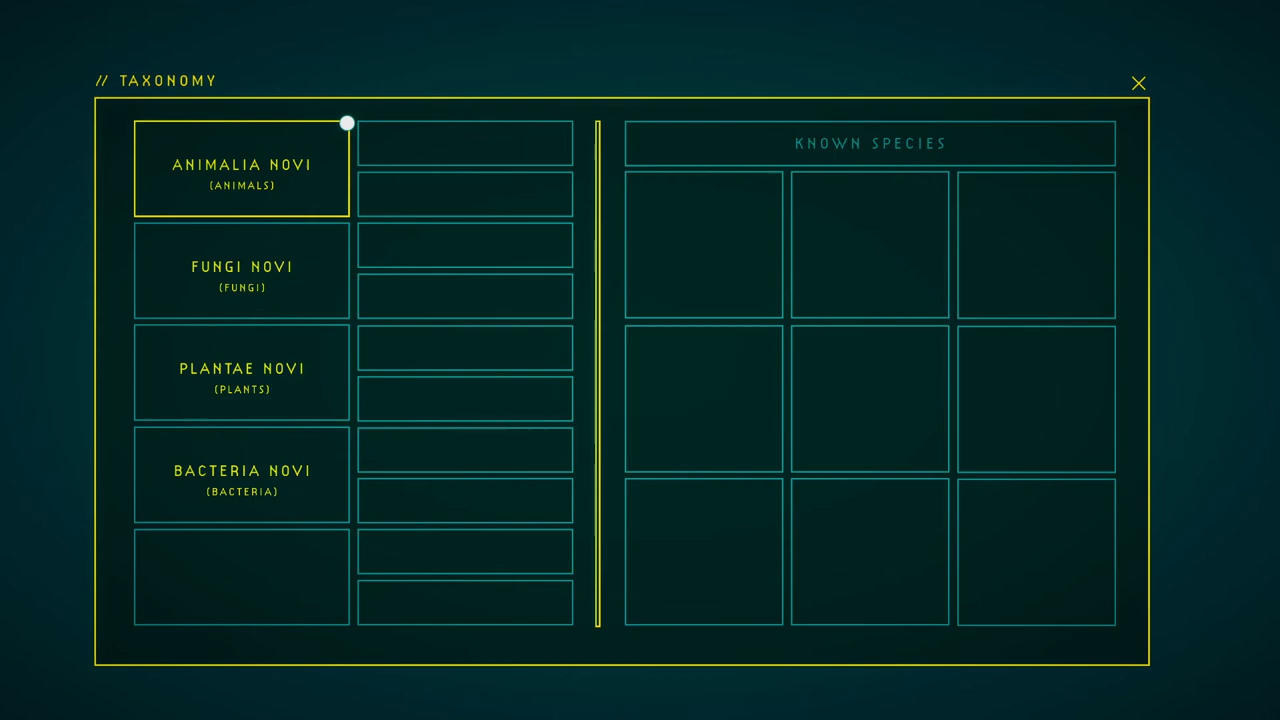 // TAXONOMY
ANIMALIA NOVI
(ANIMALS)
FUNGI NOVI
(FUNGI)
PLANTAE NOVI
(PLANTS)
BACTERIA NOVI
(BACTERIA)
KNOWN SPECIES